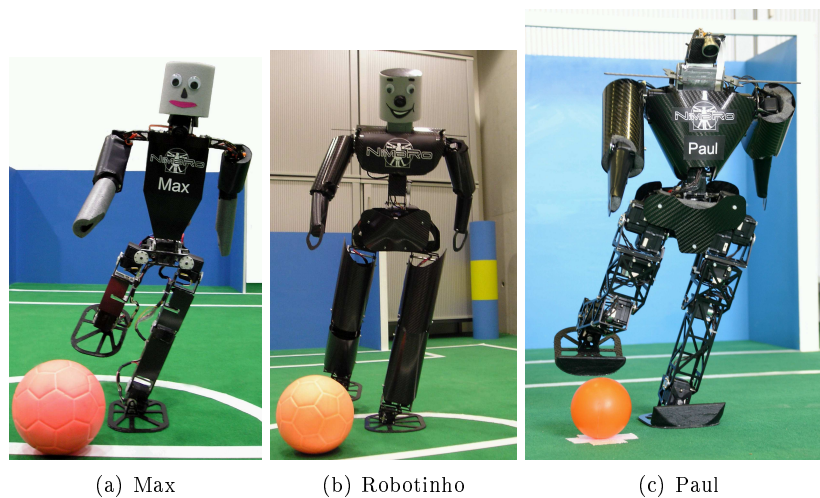 NimbRo
Max
NimbRo
NimbRo
Paul
(a) Max
(b) Robotinho
(c) Paul